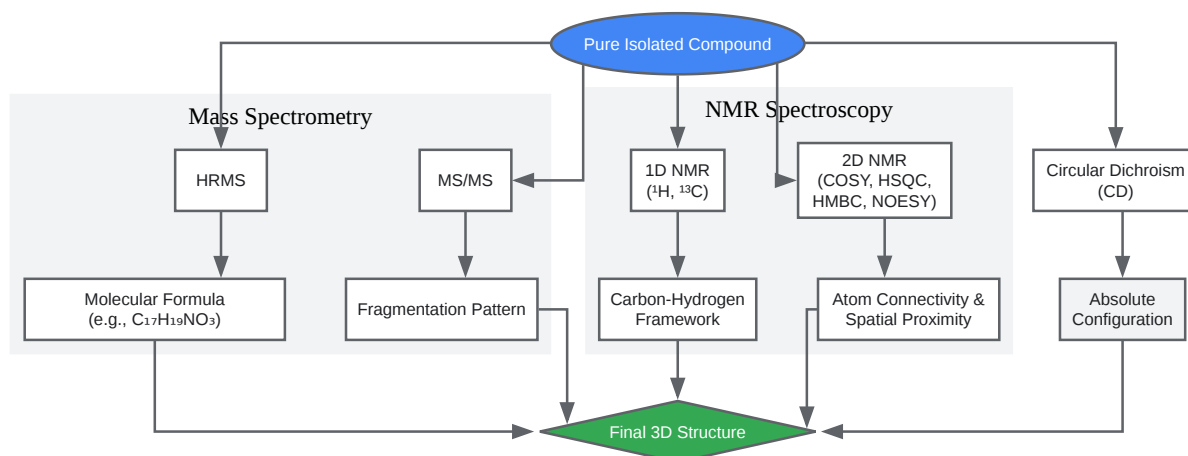 Pure Isolated Compound
Mass Spectrometry
NMR Spectroscopy
HRMS
MS/MS
1D NMR
(¹H, ¹³C)
2D NMR
(COSY, HSQC,
HMBC, NOESY)
Circular Dichroism
(CD)
Molecular Formula
(e.g., C₁₇H₁₉NO₃)
Fragmentation Pattern
Carbon-Hydrogen
Framework
Atom Connectivity &
Spatial Proximity
Absolute
Configuration
Final 3D Structure